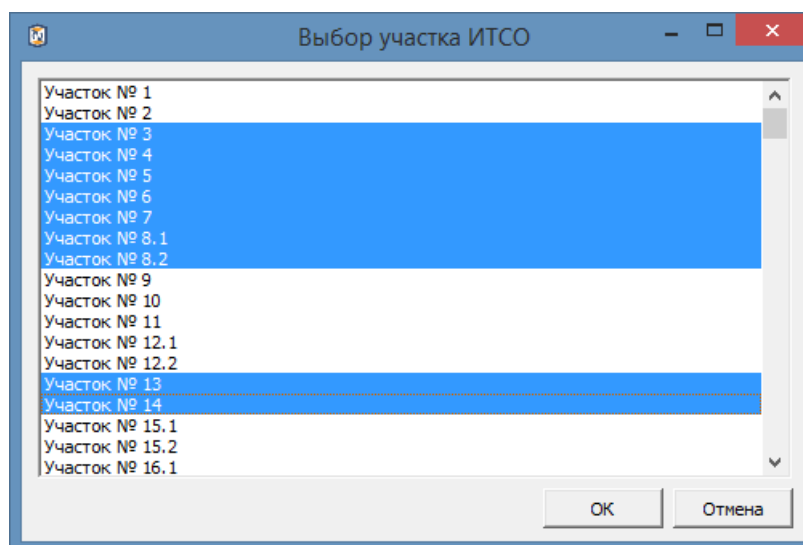 Выбор участка ИТСО
Участок № 1
Участок № 2
Участок № 3
Участок № 4
Участок № 5
Участок № 6
Участок № 7
Участок № 8.1
Участок № 8.2
Участок № 9
Участок № 10
Участок № 11
Участок № 12.1
Участок № 12.2
Участок № 13
Участок № 14
Участок № 15.1
Участок № 15.2
Участок № 16.1
ОК Отмена